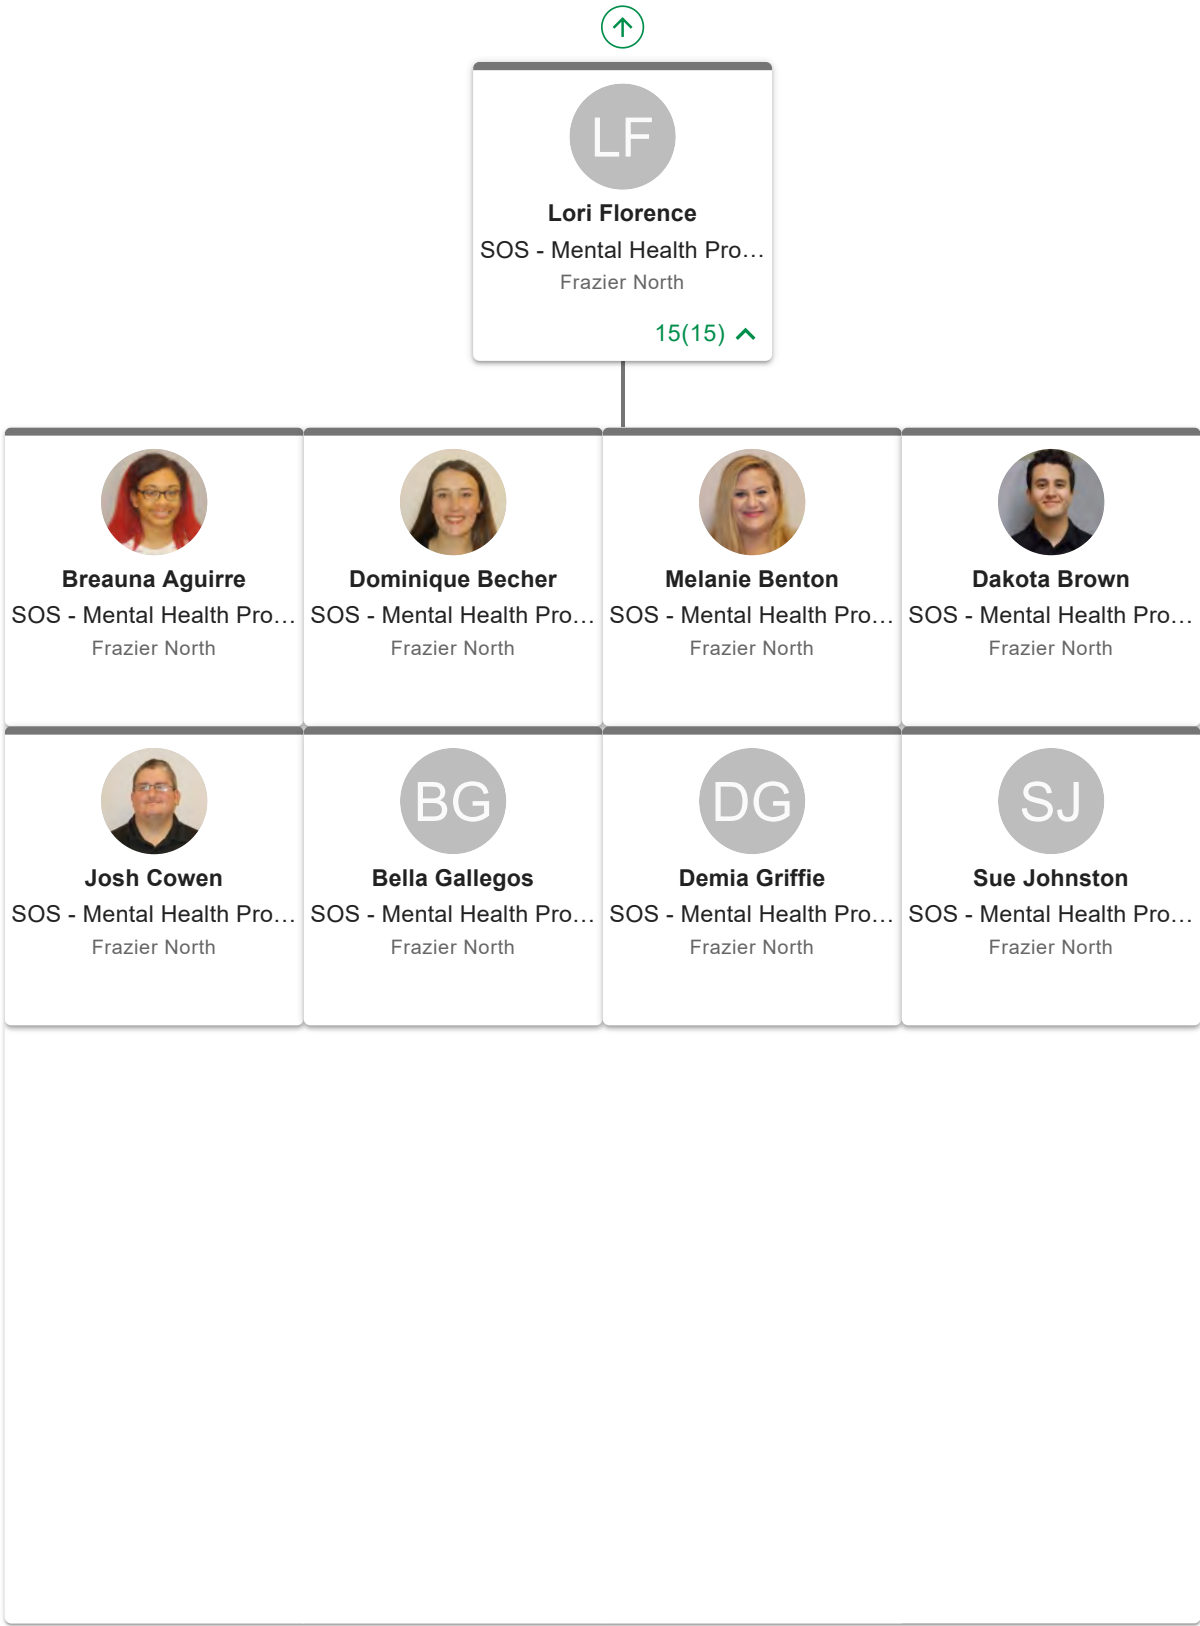 LF
Lori Florence
SOS - Mental Health Pro...
Frazier North
15(15)
Breauna Aguirre
SOS - Mental Health Pro...
Frazier North
Dominique Becher
SOS - Mental Health Pro...
Frazier North
Melanie Benton
SOS - Mental Health Pro...
Frazier North
Dakota Brown
SOS - Mental Health Pro...
Frazier North
Josh Cowen
SOS - Mental Health Pro...
Frazier North
BG
Bella Gallegos
SOS - Mental Health Pro...
Frazier North
DG
Demia Griffie
SOS - Mental Health Pro...
Frazier North
SJ
Sue Johnston
SOS - Mental Health Pro...
Frazier North